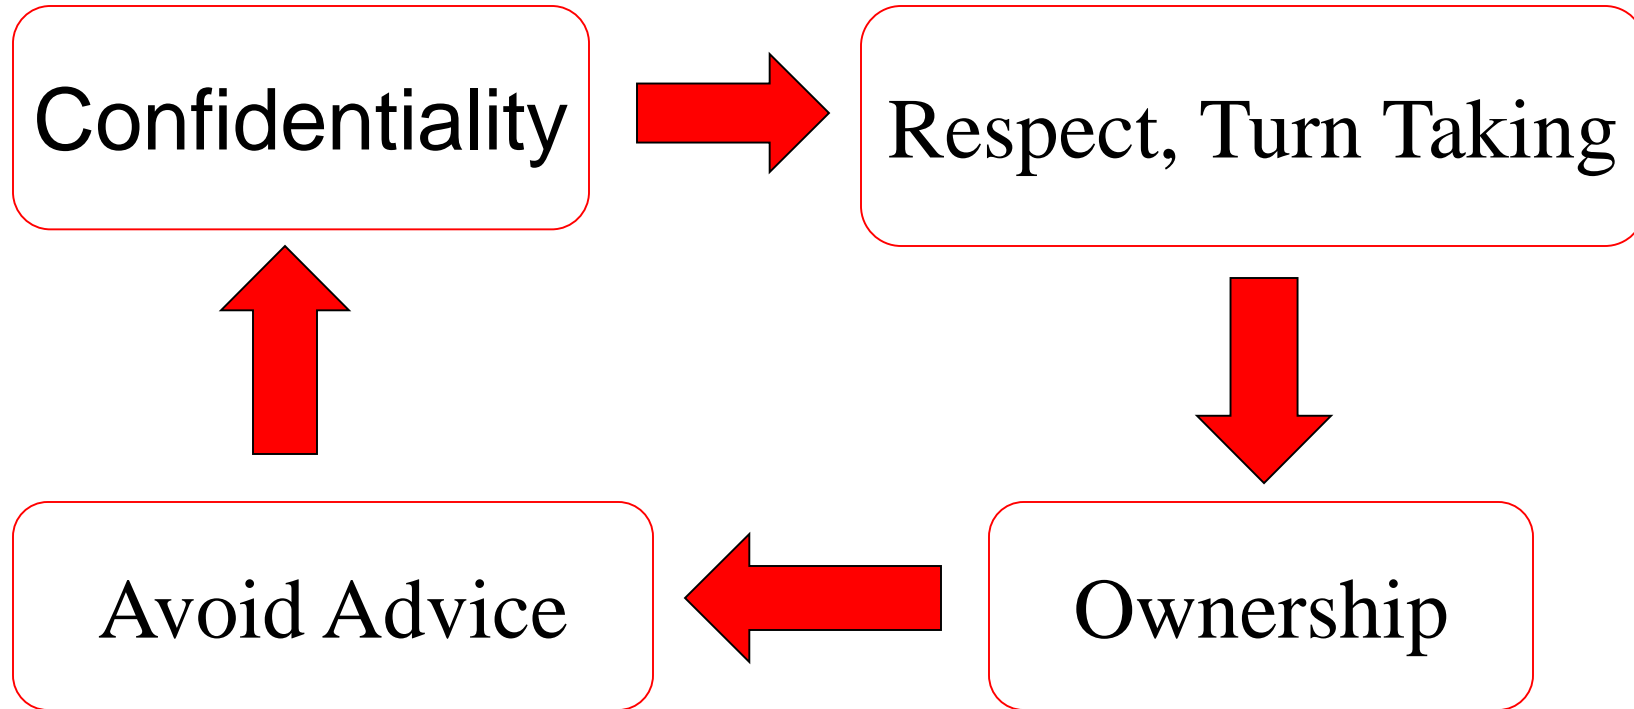 Confidentiality
Respect, Turn Taking
Avoid Advice
Ownership